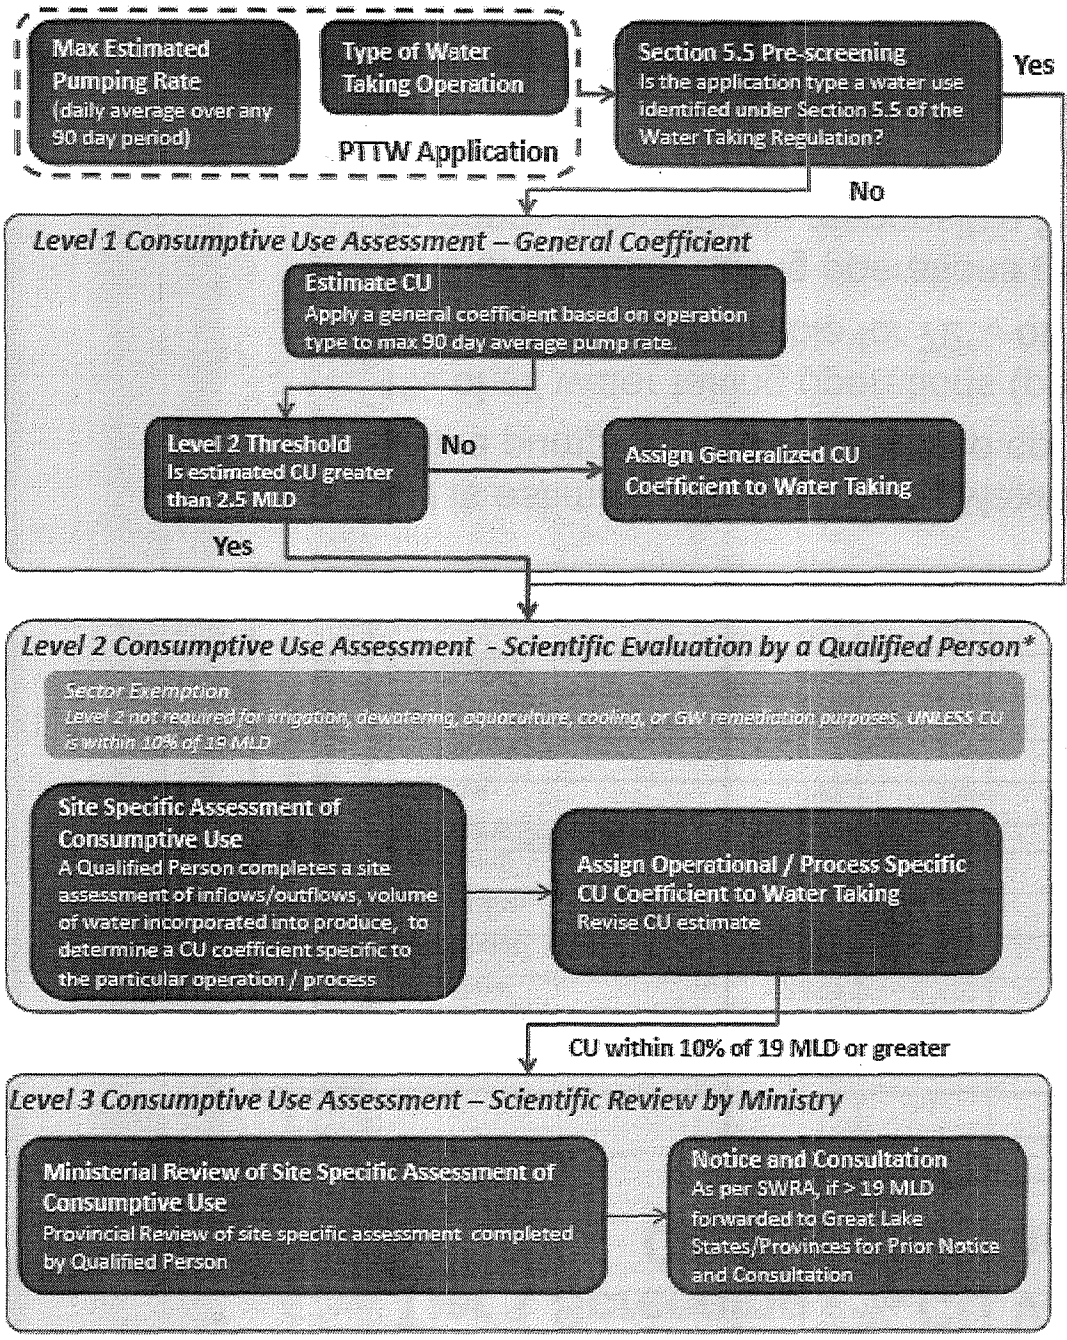 Max Estimated
Pumping Rate
(daily average over any
90 day period)
Type of Water
Taking Operation
PTTW Application
Section 5.5 Pre-screening
Is the application type a water use
identified under Section 5.5 of the
Water Taking Regulation?
Yes
No
Level 1 Consumptive Use Assessment – General Coefficient
Estimate CU
Apply a general coefficient based on operation
type to max 90 day average pump rate.
Level 2 Threshold
Is estimated CU greater
than 2.5 MLD
No
Assign Generalized CU
Coefficient to Water Taking
Yes
Level 2 Consumptive Use Assessment - Scientific Evaluation by a Qualified Person*
Sector Exemption
Level 2 not required for irrigation, dewatering, aquaculture, cooling, or GW remediation purposes, UNLESS CU
is within 10% of 19 MLD
Site Specific Assessment of
Consumptive Use
A Qualified Person completes a site
assessment of inflows/outflows, volume
of water incorporated into produce, to
determine a CU coefficient specific to
the particular operation / process
Assign Operational / Process Specific
CU Coefficient to Water Taking
Revise CU estimate
CU within 10% of 19 MLD or greater
Level 3 Consumptive Use Assessment – Scientific Review by Ministry
Ministerial Review of Site Specific Assessment of
Consumptive Use
Provincial Review of site specific assessment completed
by Qualified Person
Notice and Consultation
As per SWRA, if > 19 MLD
forwarded to Great Lake
States/Provinces for Prior Notice
and Consultation